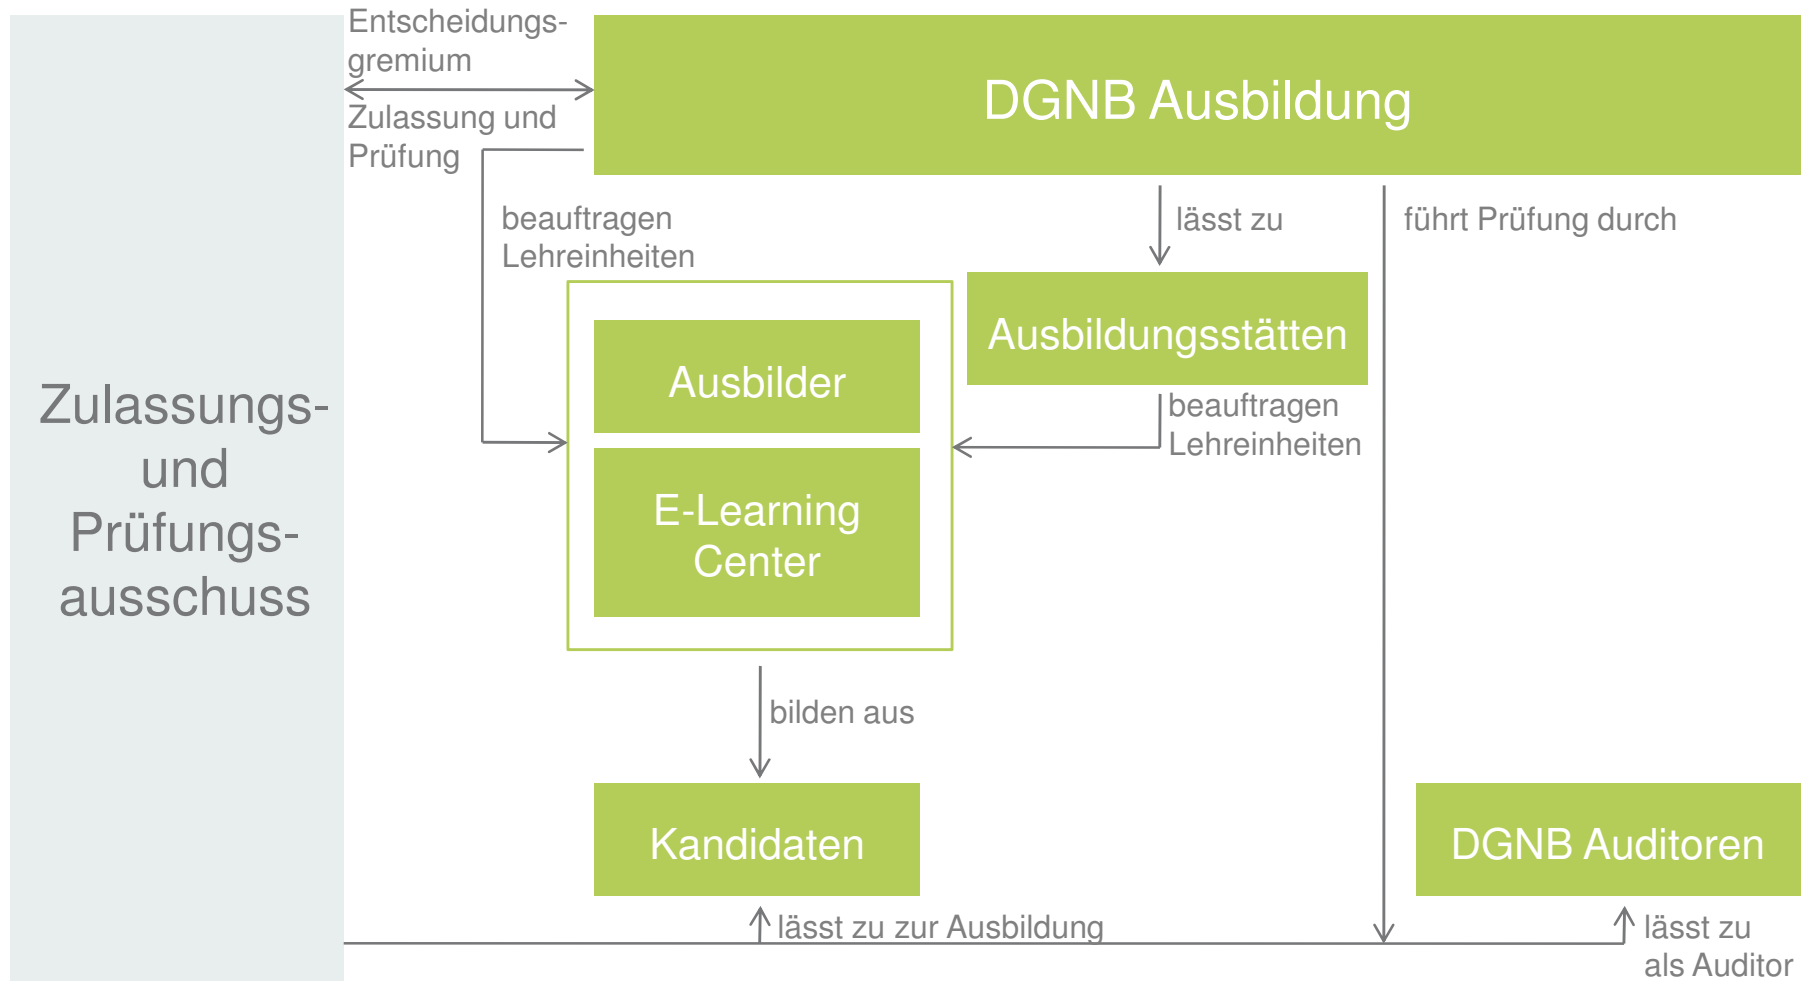 Entscheidungs-
gremium
Zulassung und
Prüfung
DGNB Ausbildung
beauftragen
Lehreinheiten
lässt zu
führt Prüfung durch
Ausbildungsstätten
beauftragen
Lehreinheiten
Ausbilder
E-Learning
Center
Zulassungs-
und
Prüfungs-
ausschuss
bilden aus
Kandidaten
DGNB Auditoren
lässt zu zur Ausbildung
lässt zu
als Auditor